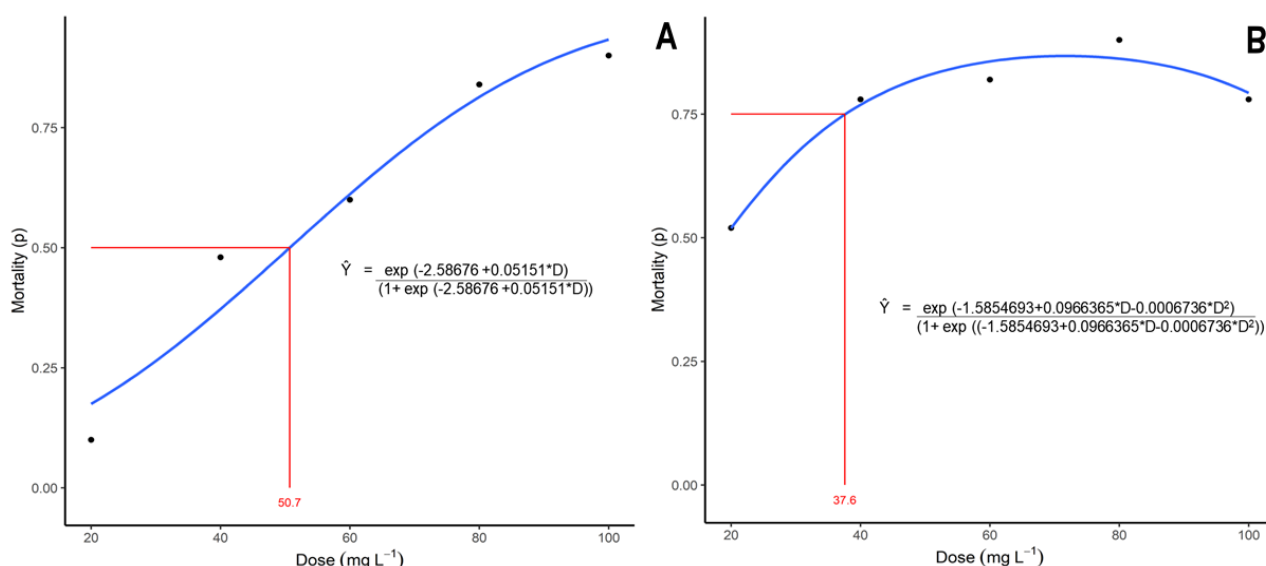 A
Mortality (p)
0.75
0.50
0.25
0.00
Ŷ = exp (-2.58676 +0.05151*D)
(1+ exp (-2.58676 +0.05151*D))
50.7
20 40 60 80 100
Dose (mg L⁻¹)
B
Mortality (p)
0.75
0.50
0.25
0.00
Ŷ = exp (-1.5854693+0.0966365*D-0.0006736*D²)
(1+ exp ((-1.5854693+0.0966365*D-0.0006736*D²))
37.6
20 40 60 80 100
Dose (mg L⁻¹)